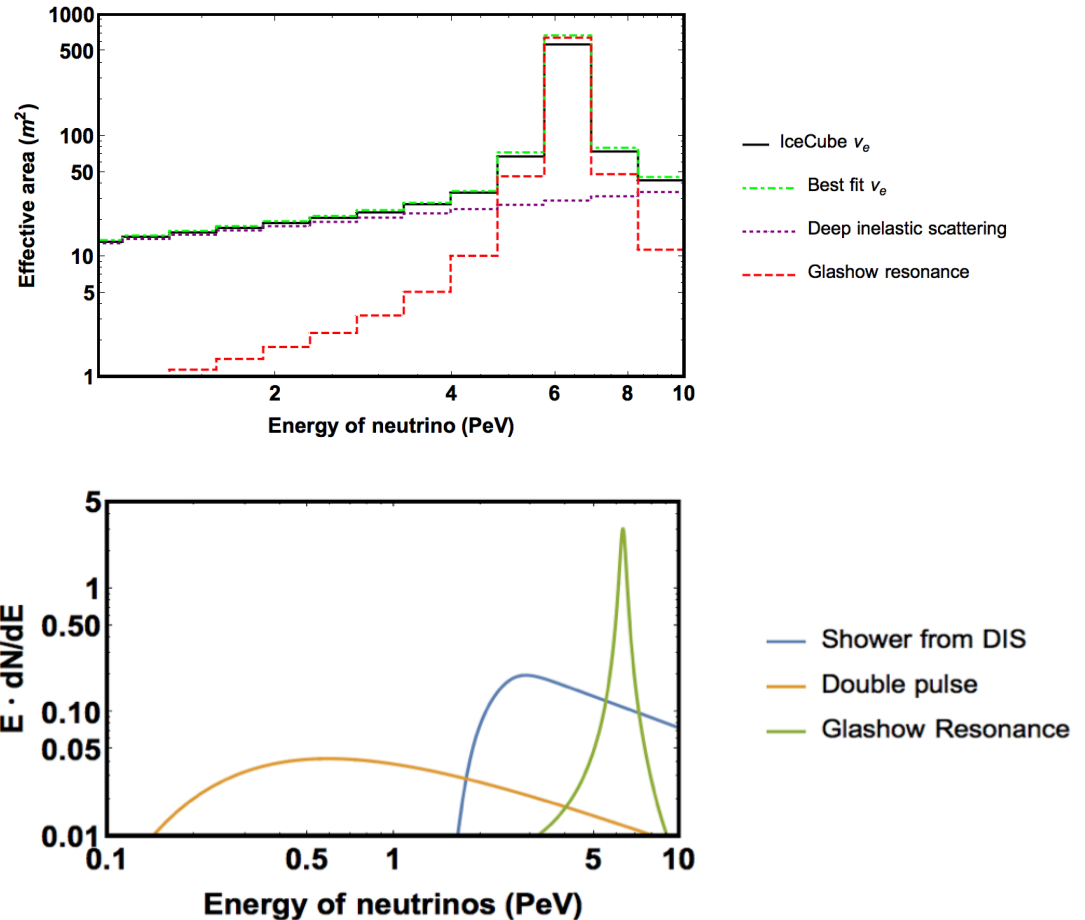 1000
500
100
50
10
5
1
Effective area (m²)
2
4
6
8
10
Energy of neutrino (PeV)
IceCube νₑ
Best fit νₑ
Deep inelastic scattering
Glashow resonance
5
1
0.50
0.10
0.05
0.01
E · dN/dE
0.1
0.5
1
5
10
Energy of neutrinos (PeV)
Shower from DIS
Double pulse
Glashow Resonance